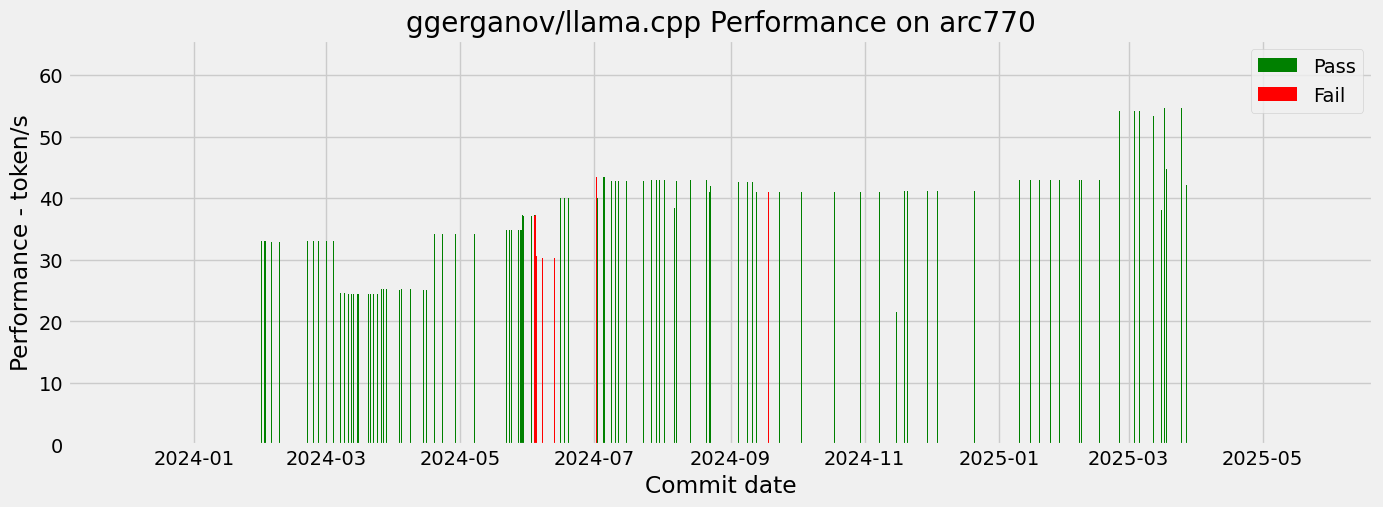 ggerganov/llama.cpp Performance on arc770
Pass
Fail
Performance - token/s
60
50
40
30
20
10
0
2024-01 2024-03 2024-05 2024-07 2024-09 2024-11 2025-01 2025-03 2025-05
Commit date